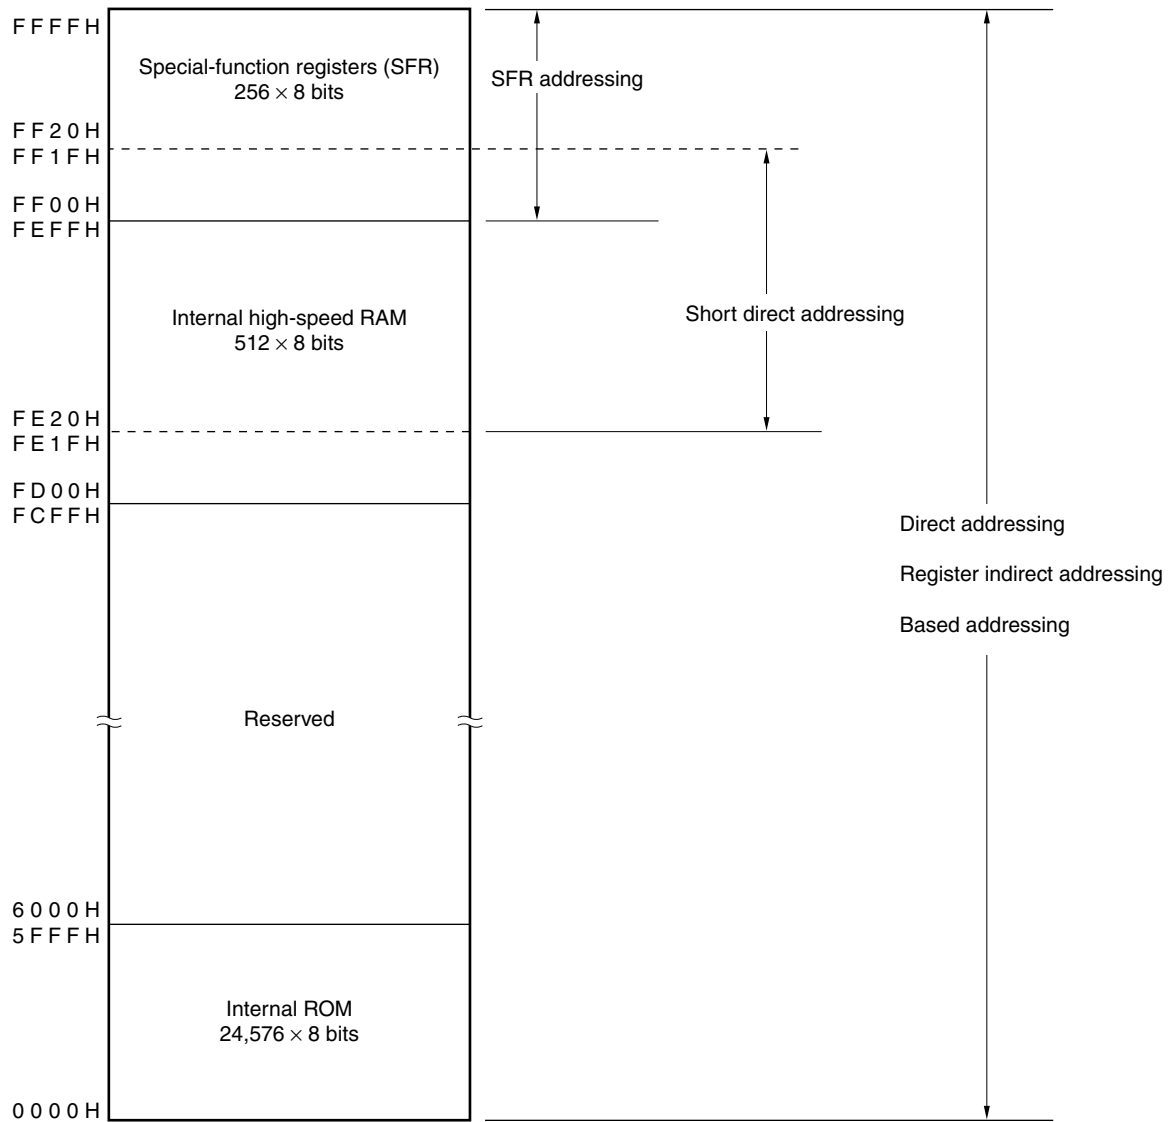 FFFFH
Special-function registers (SFR)
256 × 8 bits
SFR addressing
FF20H
FF1FH
FF00H
FEFFH
Internal high-speed RAM
512 × 8 bits
Short direct addressing
FE20H
FE1FH
FD00H
FCFFH
Direct addressing
Register indirect addressing
Based addressing
Reserved
6000H
5FFFH
Internal ROM
24,576 × 8 bits
0000H